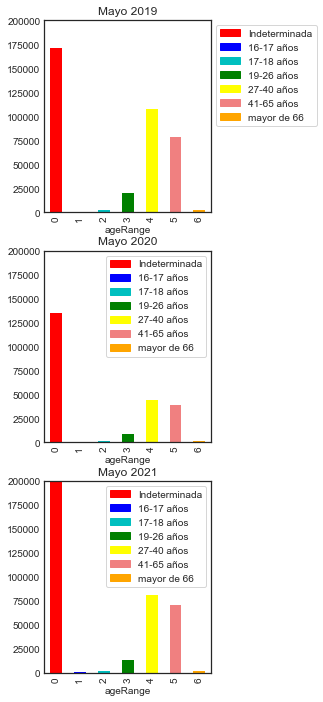 Mayo 2019
200000
175000
150000
125000
100000
75000
50000
25000
0
0
1
2
3
4
5
6
ageRange
Indeterminada
16-17 años
17-18 años
19-26 años
27-40 años
41-65 años
mayor de 66
Mayo 2020
200000
175000
150000
125000
100000
75000
50000
25000
0
0
1
2
3
4
5
6
ageRange
Indeterminada
16-17 años
17-18 años
19-26 años
27-40 años
41-65 años
mayor de 66
Mayo 2021
200000
175000
150000
125000
100000
75000
50000
25000
0
0
1
2
3
4
5
6
ageRange
Indeterminada
16-17 años
17-18 años
19-26 años
27-40 años
41-65 años
mayor de 66